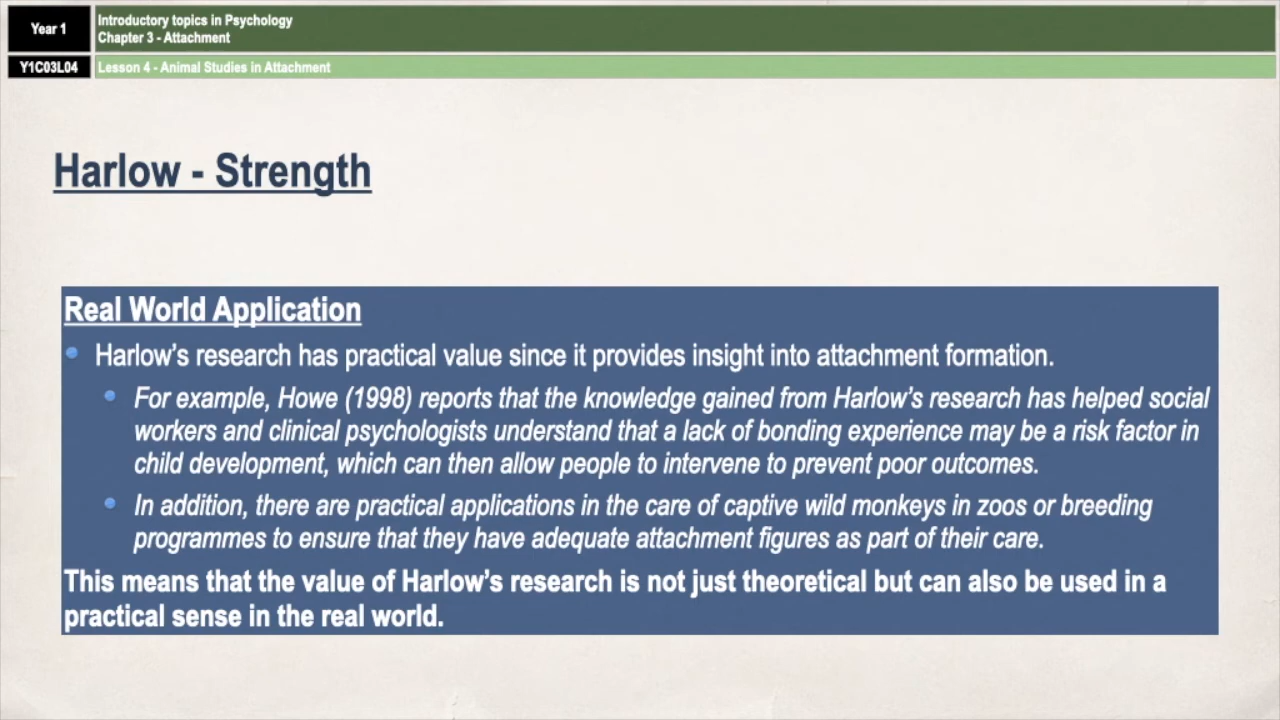 Year 1
Introductory topics in Psychology
Chapter 3 - Attachment
Y1C03L04
Lesson 4 - Animal Studies in Attachment
Harlow - Strength
Real World Application
Harlow’s research has practical value since it provides insight into attachment formation.
For example, Howe (1998) reports that the knowledge gained from Harlow’s research has helped social
workers and clinical psychologists understand that a lack of bonding experience may be a risk factor in
child development, which can then allow people to intervene to prevent poor outcomes.
In addition, there are practical applications in the care of captive wild monkeys in zoos or breeding
programmes to ensure that they have adequate attachment figures as part of their care.
This means that the value of Harlow’s research is not just theoretical but can also be used in a
practical sense in the real world.